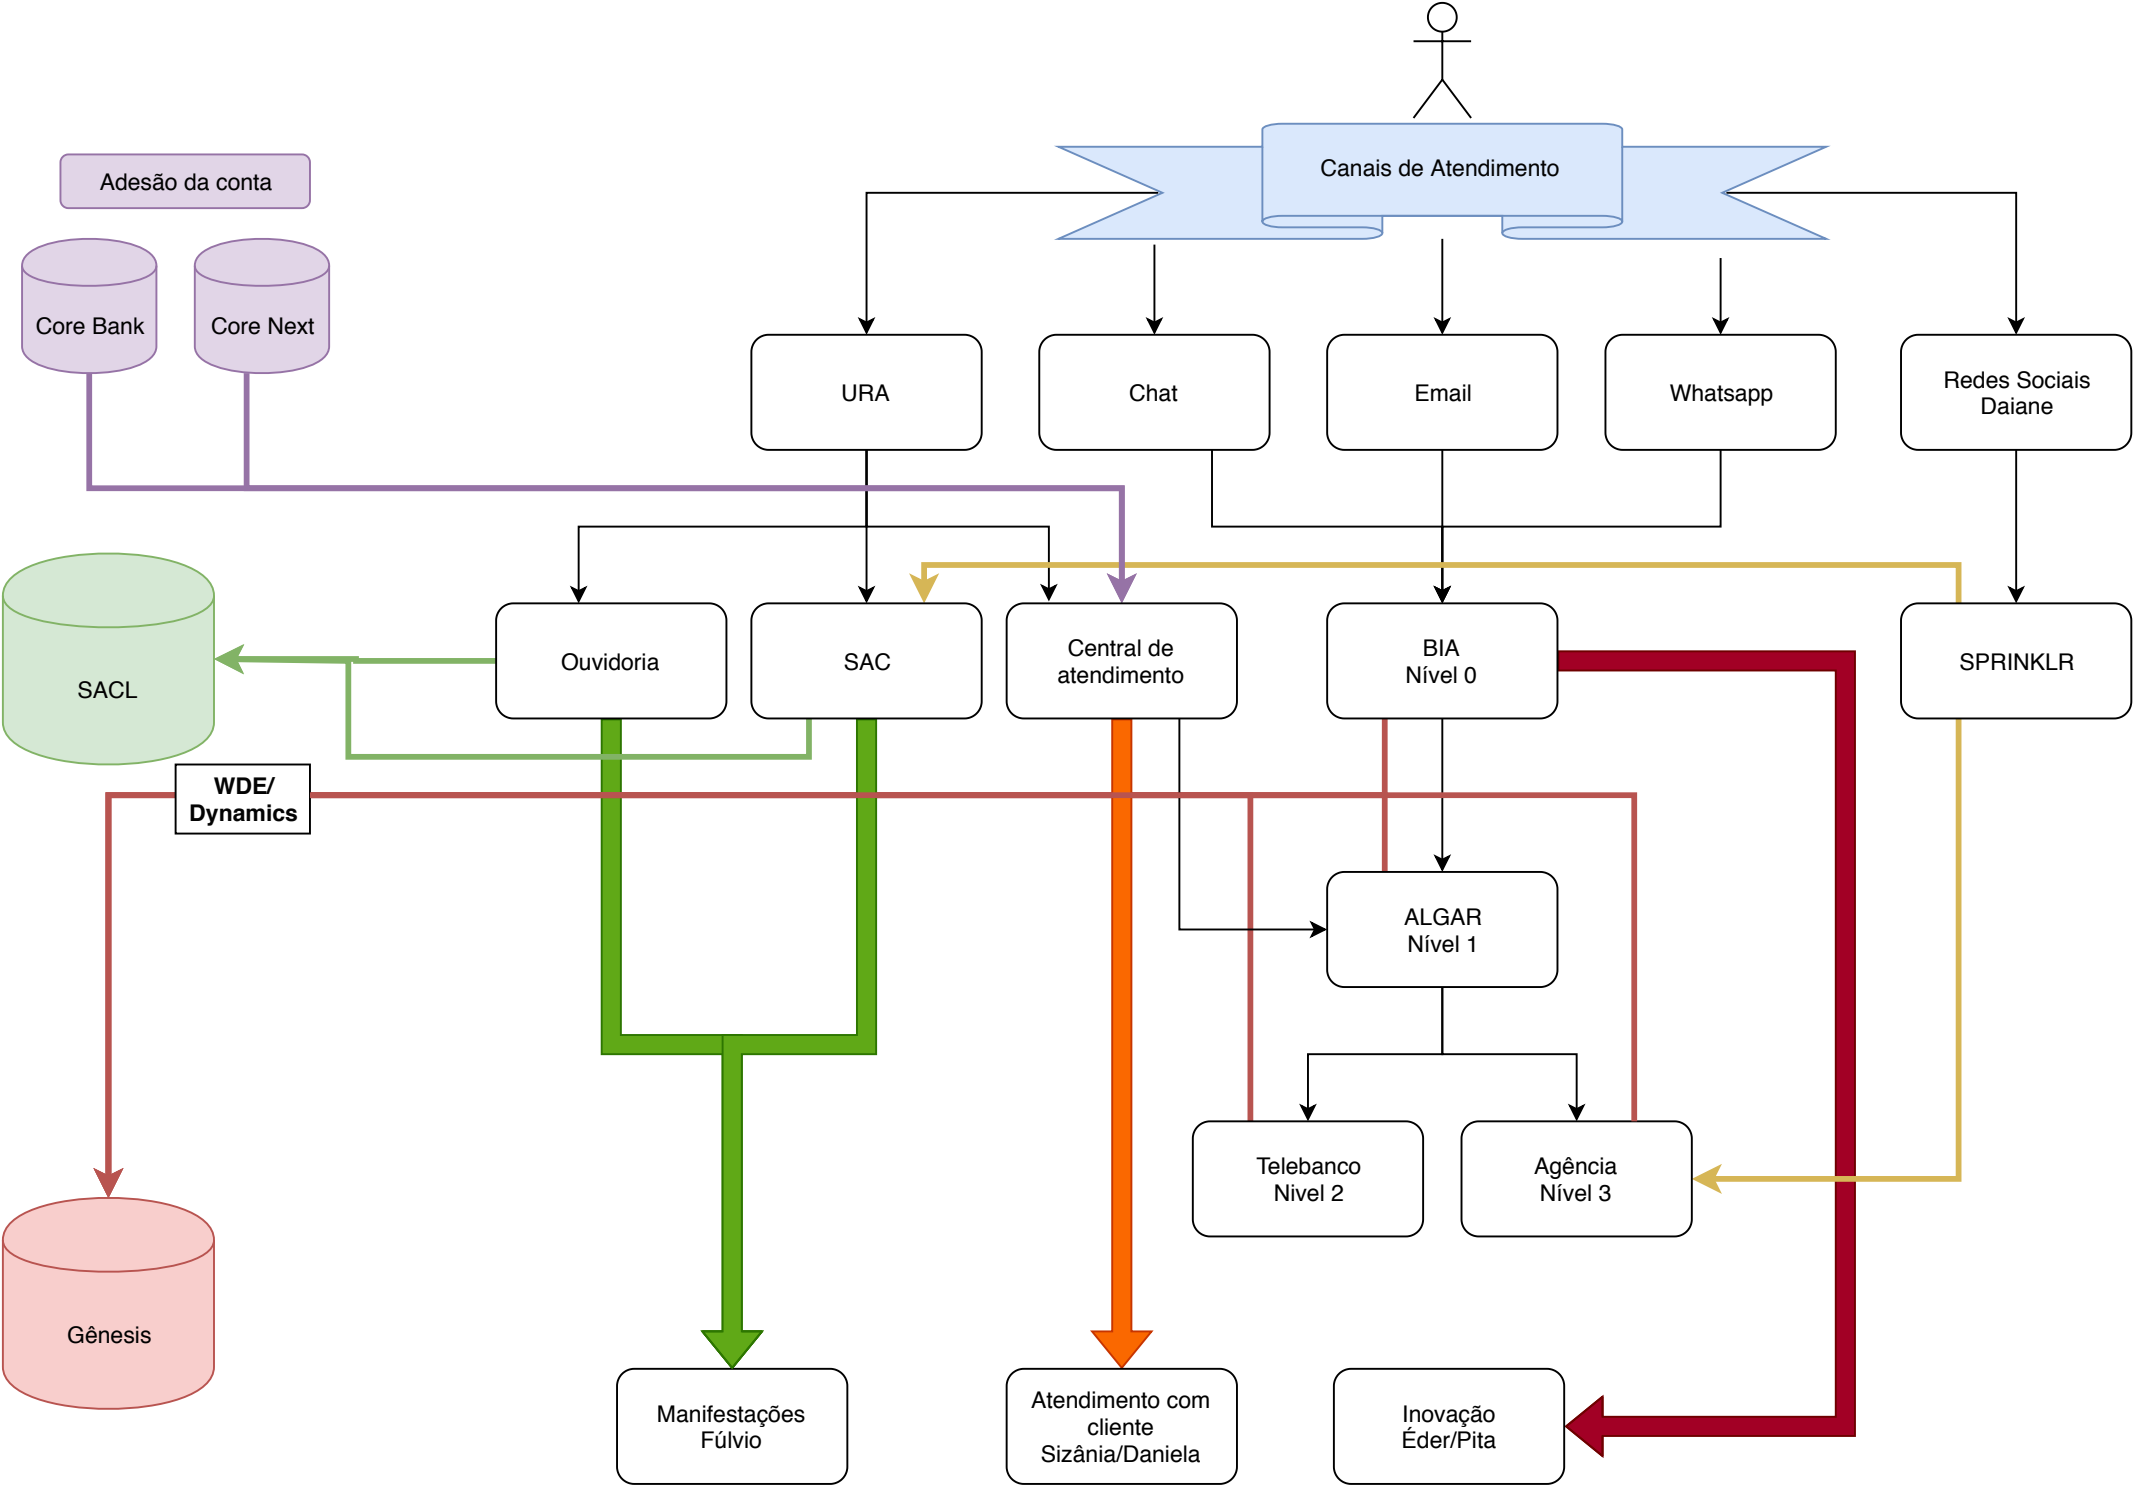 Canais de Atendimento
Adesão da conta
Core Bank
Core Next
URA
Chat
Email
Whatsapp
Redes Sociais
Daiane
SACL
Ouvidoria
SAC
Central de
atendimento
BIA
Nível 0
SPRINKLR
WDE/
Dynamics
ALGAR
Nível 1
Telebanco
Nivel 2
Agência
Nível 3
Gênesis
Manifestações
Fúlvio
Atendimento com
cliente
Sizânia/Daniela
Inovação
Éder/Pita